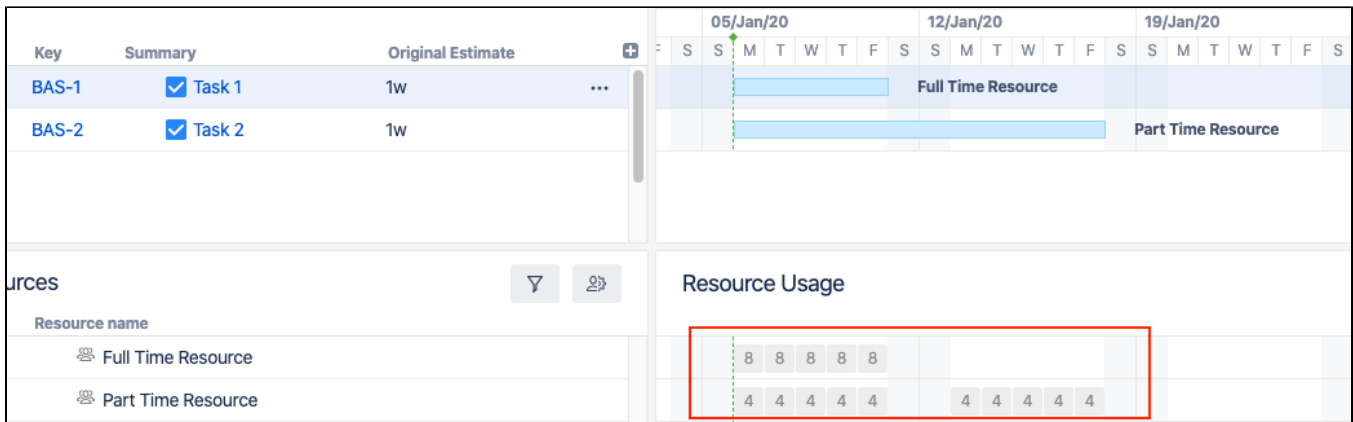 05/Jan/20 12/Jan/20 19/Jan/20
Key Summary Original Estimate
S S M T W T F S S M T W T F S S M T W T F S
BAS-1 Task 1 1w ••• Full Time Resource
BAS-2 Task 2 1w Part Time Resource
urces Resource Usage
Resource name
Full Time Resource 8 8 8 8 8
Part Time Resource 4 4 4 4 4 4 4 4 4 4